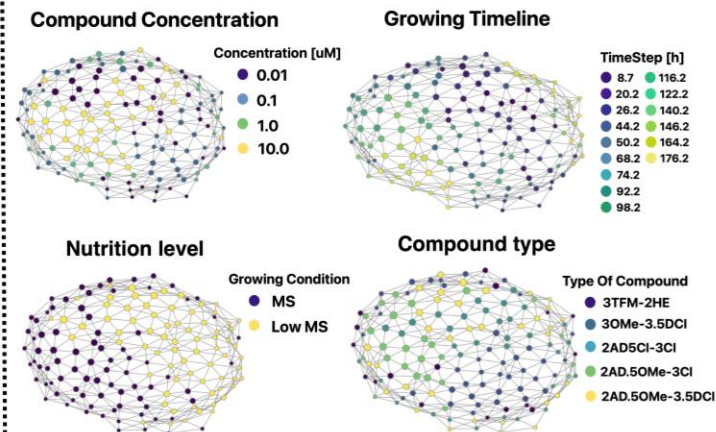 Compound Concentration
Concentration [uM]
0.01
0.1
1.0
10.0
Growing Timeline
TimeStep [h]
8.7 116.2
20.2 122.2
26.2 140.2
44.2 146.2
50.2 164.2
68.2 176.2
74.2
92.2
98.2
Nutrition level
Growing Condition
MS
Low MS
Compound type
Type Of Compound
3TFM-2HE
3OMe-3.5DCl
2AD5Cl-3Cl
2AD.5OMe-3Cl
2AD.5OMe-3.5DCl